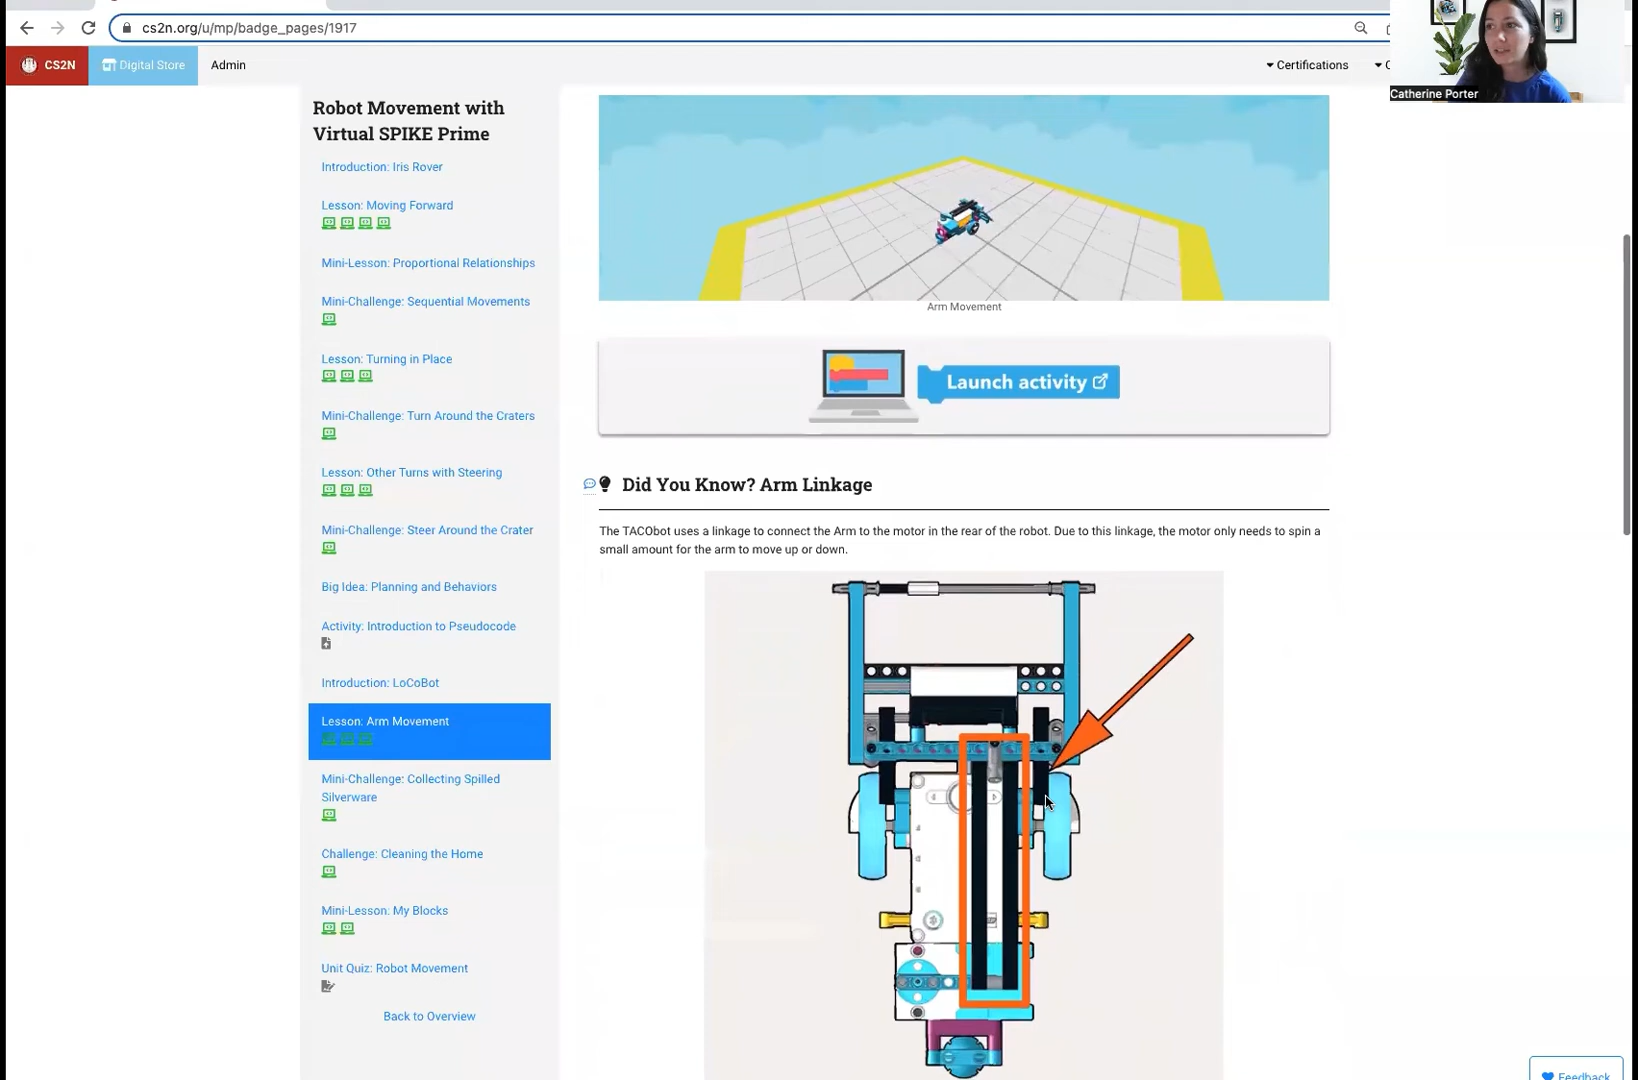 cs2n.org/u/mp/badge_pages/1917
CS2N
Digital Store
Admin
Certifications
Catherine Porter
Robot Movement with
Virtual SPIKE Prime
Introduction: Iris Rover
Lesson: Moving Forward
Mini-Lesson: Proportional Relationships
Mini-Challenge: Sequential Movements
Lesson: Turning in Place
Mini-Challenge: Turn Around the Craters
Lesson: Other Turns with Steering
Mini-Challenge: Steer Around the Crater
Big Idea: Planning and Behaviors
Activity: Introduction to Pseudocode
Introduction: LoCoBot
Lesson: Arm Movement
Mini-Challenge: Collecting Spilled
Silverware
Challenge: Cleaning the Home
Mini-Lesson: My Blocks
Unit Quiz: Robot Movement
Back to Overview
Arm Movement
Launch activity
Did You Know? Arm Linkage
The TACObot uses a linkage to connect the Arm to the motor in the rear of the robot. Due to this linkage, the motor only needs to spin a
small amount for the arm to move up or down.
Feedback